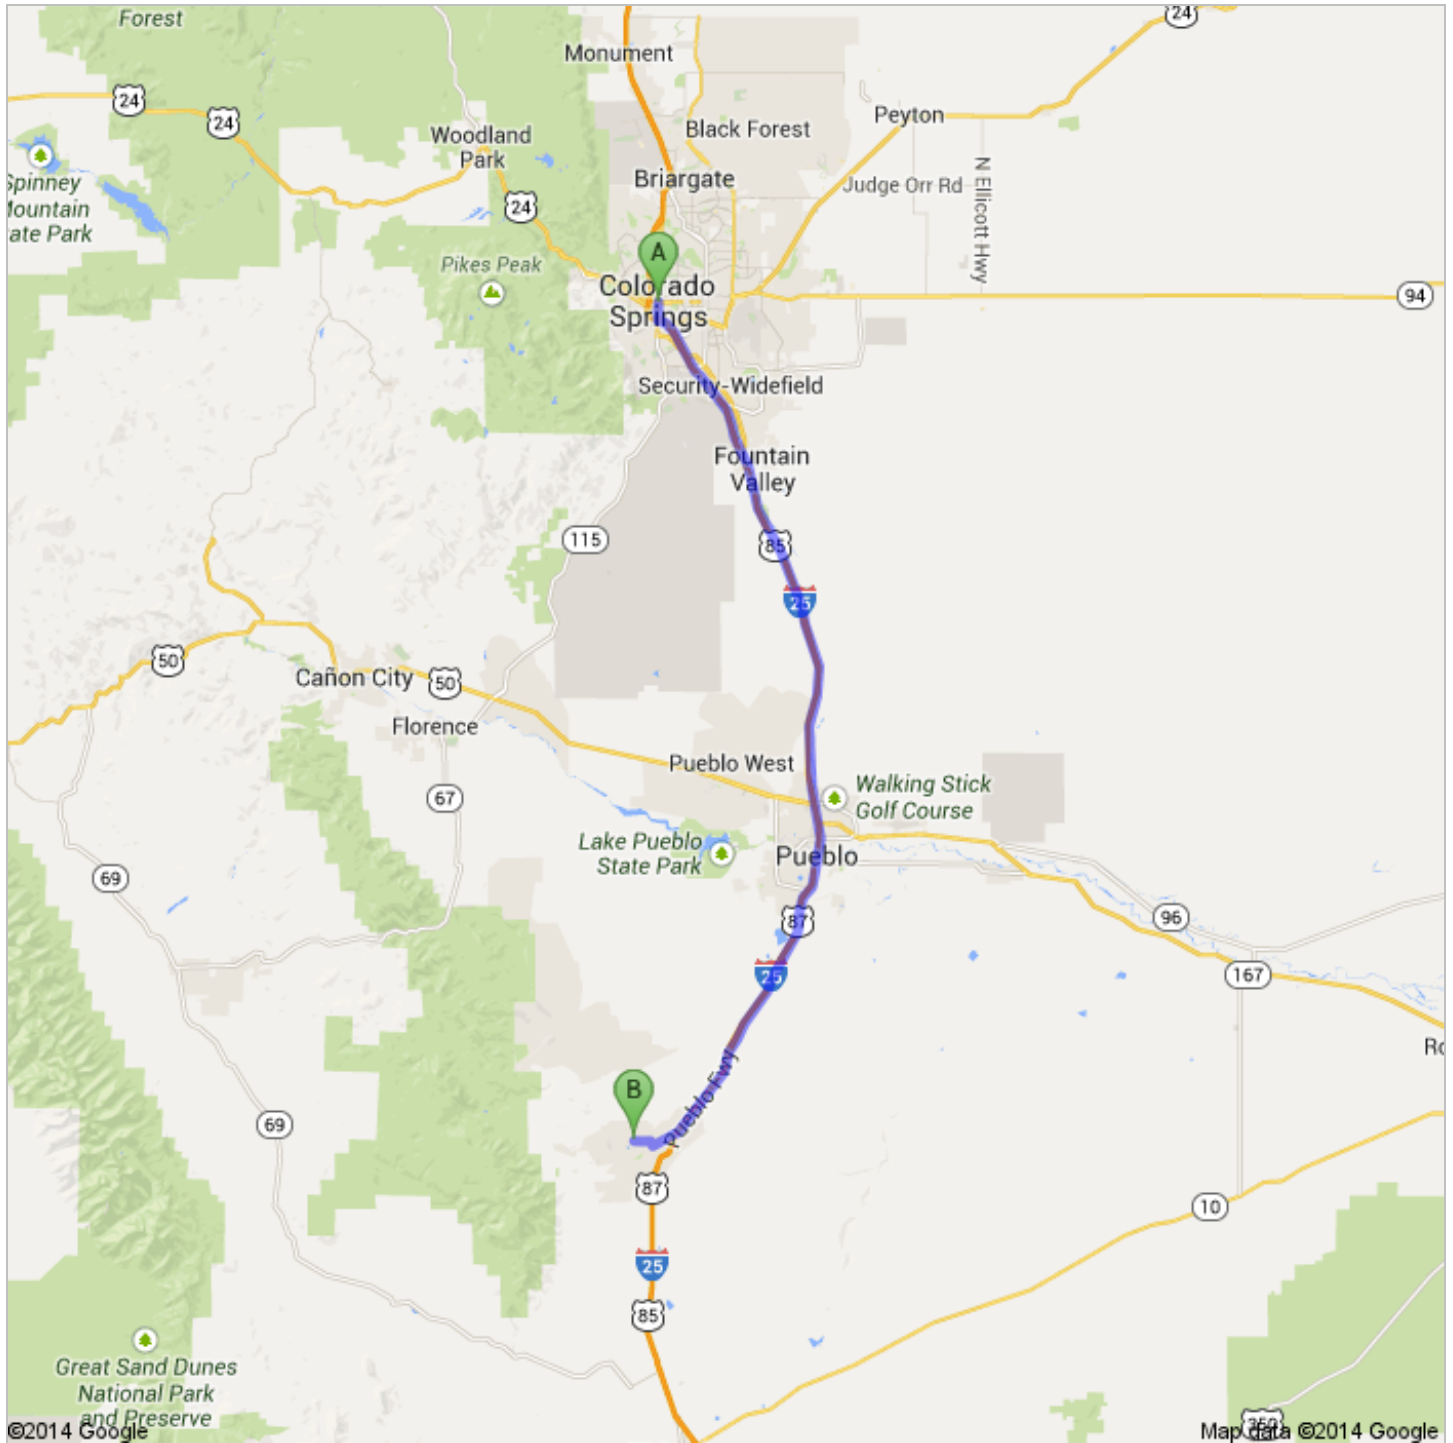 Forest
24
Monument
24
24
Peyton
Black Forest
Woodland
Park
N Ellicott Hwy
Briargate
Judge Orr Rd
Spinney
Mountain
ate Park
24
A
Pikes Peak
Colorado
Springs
94
Security-Widefield
Fountain
Valley
115
85
25
50
Cañon City
50
Florence
Pueblo West
Walking Stick
Golf Course
67
Lake Pueblo
State Park
Pueblo
69
87
96
25
167
Ro
Pueblo Fwy
B
69
87
10
25
85
Great Sand Dunes
National Park
and Preserve
350
©2014 Google
Map data ©2014 Google